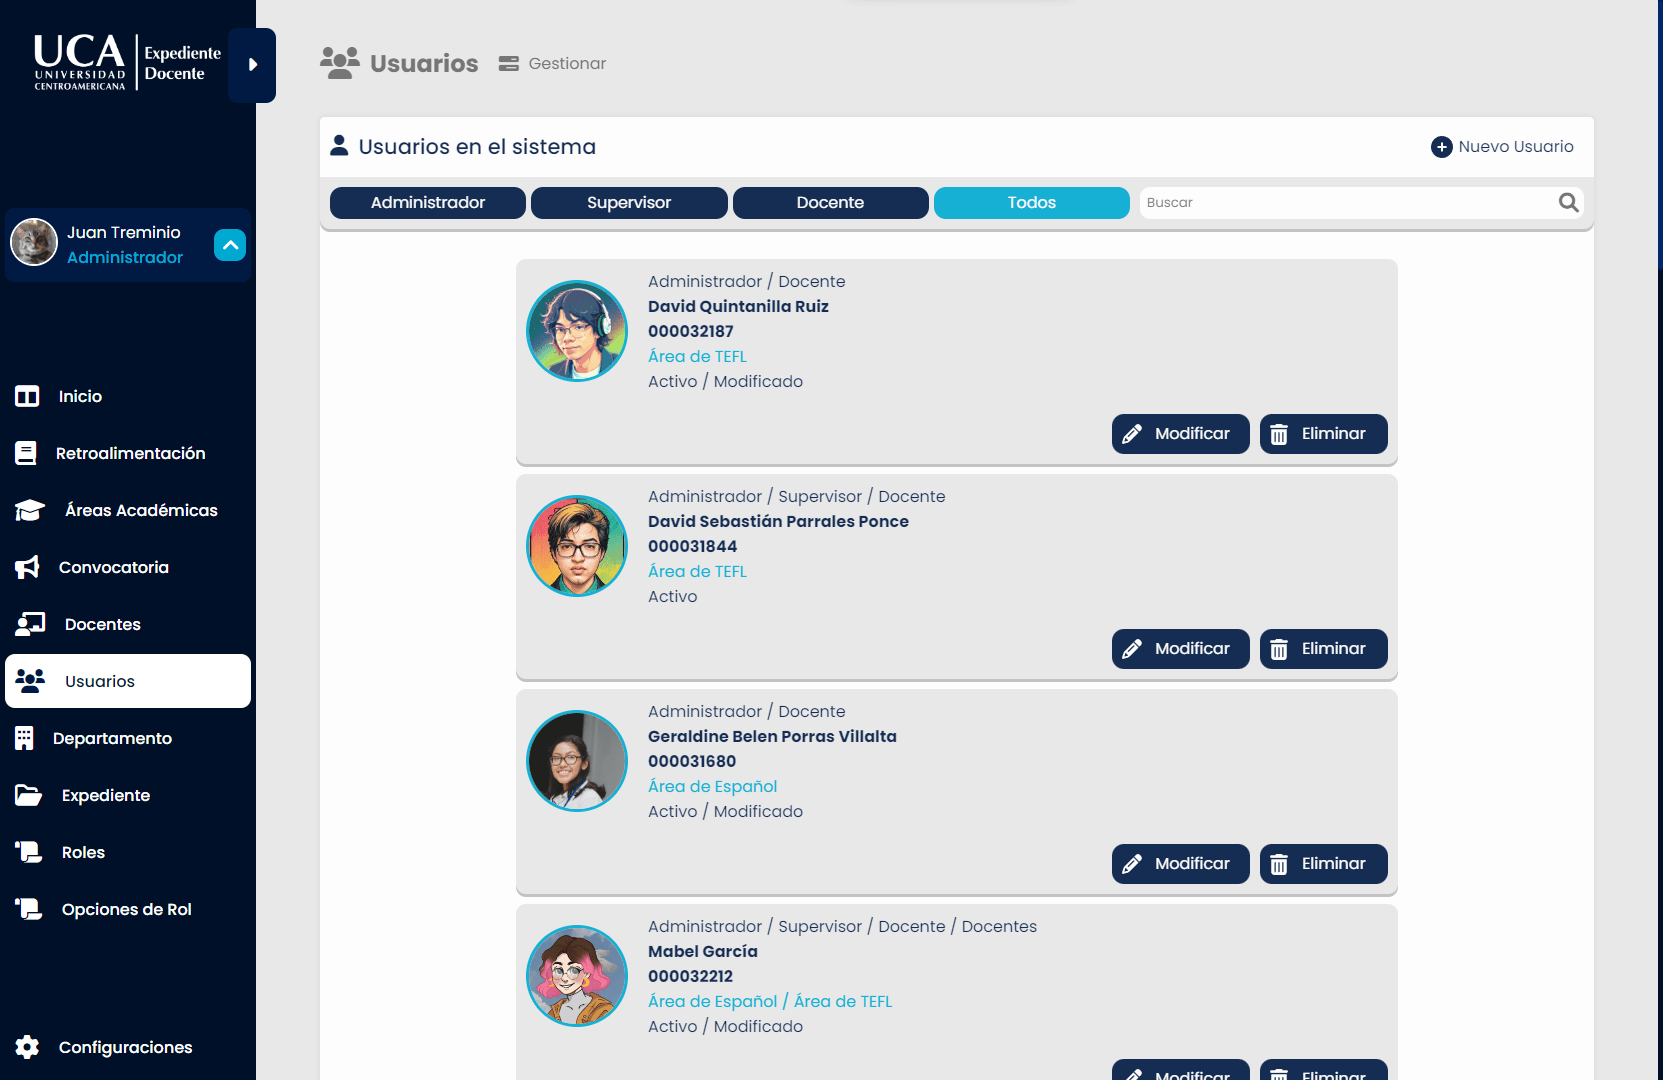 UCA
UNIVERSIDAD
CENTROAMERICANA
Expediente
Docente
Juan Treminio
Administrador
Inicio
Retroalimentación
Áreas Académicas
Convocatoria
Docentes
Usuarios
Departamento
Expediente
Roles
Opciones de Rol
Configuraciones
Usuarios
Gestionar
Usuarios en el sistema
Nuevo Usuario
Administrador
Supervisor
Docente
Todos
Buscar
Administrador / Docente
David Quintanilla Ruiz
000032187
Área de TEFL
Activo / Modificado
Modificar
Eliminar
Administrador / Supervisor / Docente
David Sebastián Parrales Ponce
000031844
Área de TEFL
Activo
Modificar
Eliminar
Administrador / Docente
Geraldine Belen Porras Villalta
000031680
Área de Español
Activo / Modificado
Modificar
Eliminar
Administrador / Supervisor / Docente / Docentes
Mabel García
000032212
Área de Español / Área de TEFL
Activo / Modificado
Modificar
Eliminar